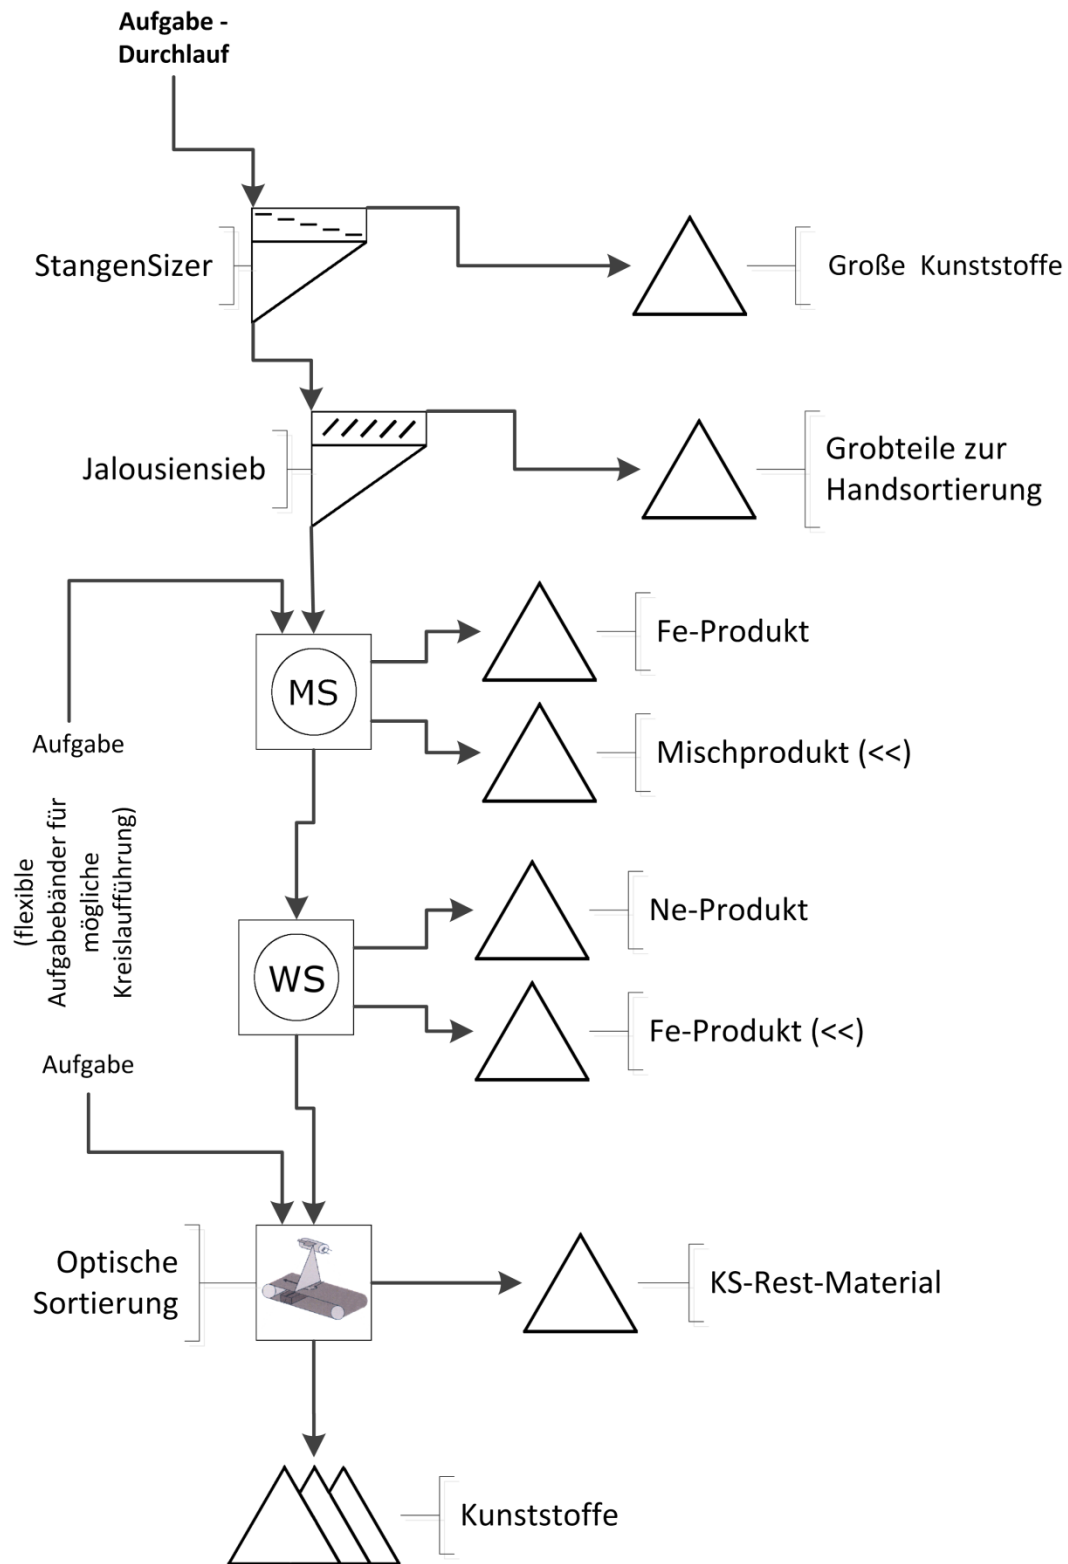 Aufgabe -
Durchlauf
StangenSizer
Große Kunststoffe
Jalousiensieb
Grobteile zur
Handsortierung
MS
Fe-Produkt
Mischprodukt (<<)
Aufgabe
(flexible
Aufgabebänder für
mögliche
Kreislaufführung)
WS
Ne-Produkt
Fe-Produkt (<<)
Aufgabe
Optische
Sortierung
KS-Rest-Material
Kunststoffe